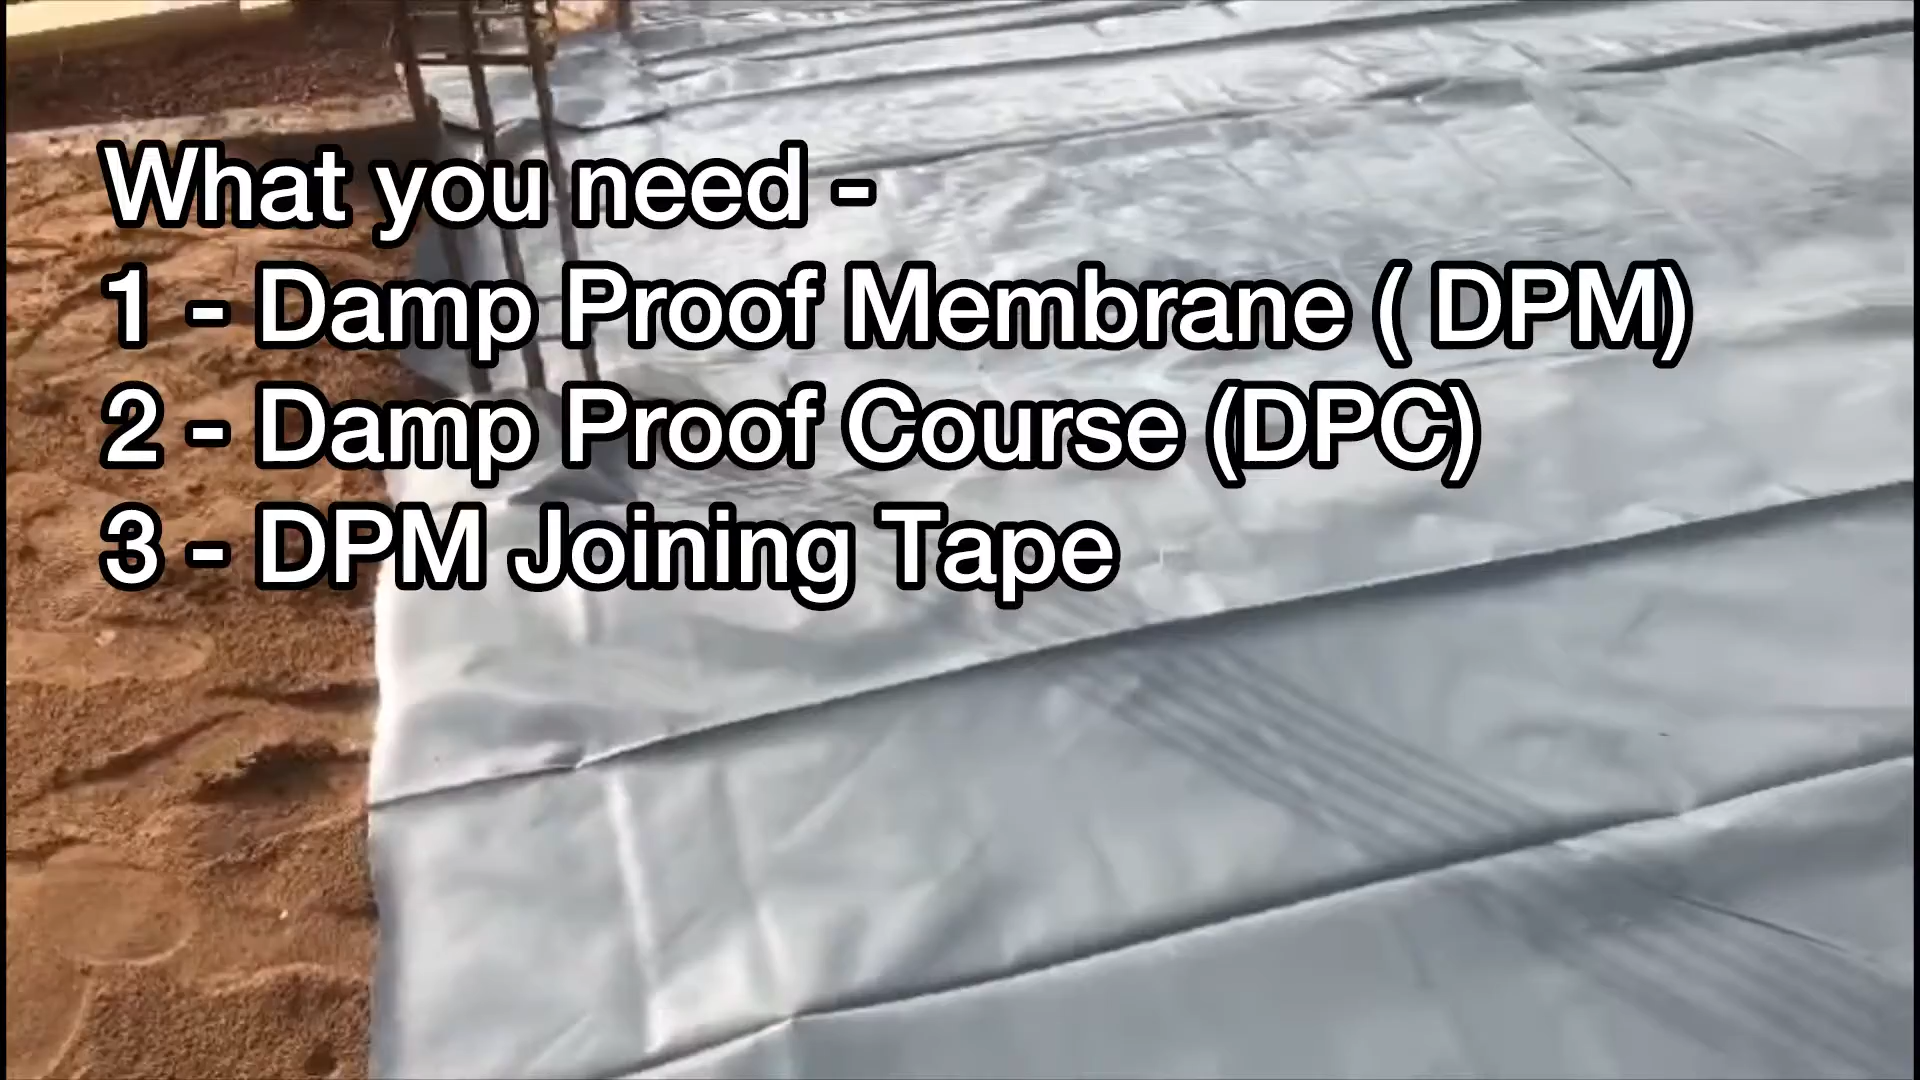 What you need -
1 - Damp Proof Membrane ( DPM)
2 - Damp Proof Course (DPC)
3 - DPM Joining Tape